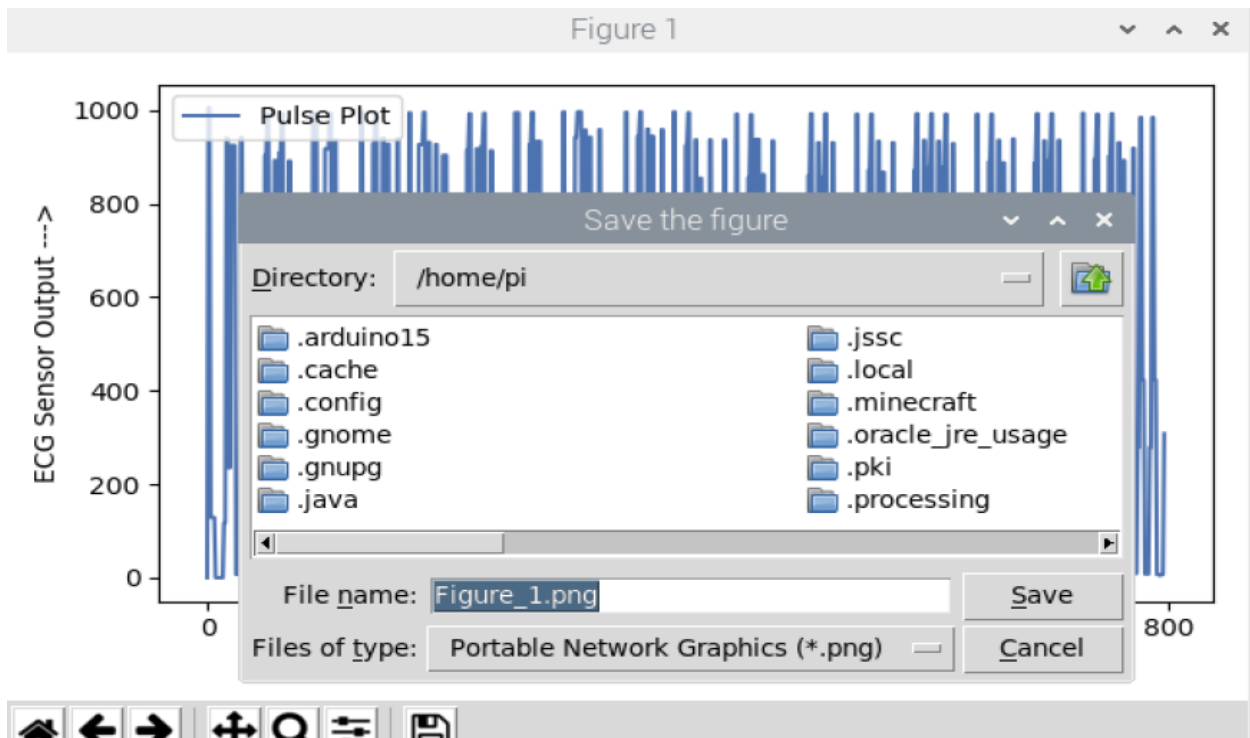 Figure 1
Pulse Plot
1000
800
600
400
200
0
ECG Sensor Output --->
0
800
Save the figure
Directory: /home/pi
.arduino15
.cache
.config
.gnome
.gnupg
.java
.jssc
.local
.minecraft
.oracle_jre_usage
.pki
.processing
File name: Figure_1.png
Save
Files of type: Portable Network Graphics (*.png)
Cancel